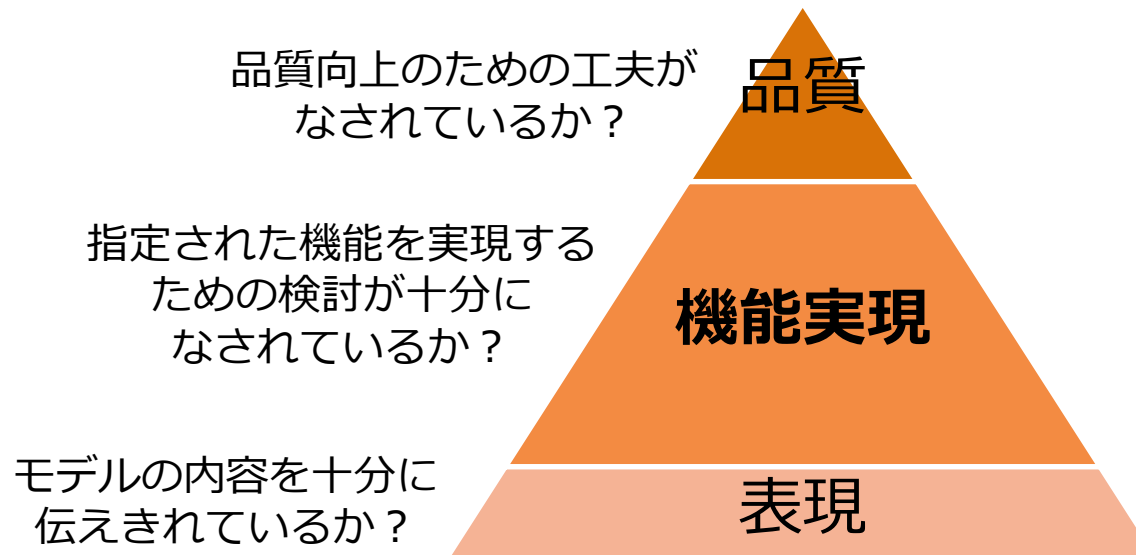 品質向上のための工夫が
なされているか？
品質
指定された機能を実現する
ための検討が十分に
なされているか？
機能実現
モデルの内容を十分に
伝えきれているか？
表現